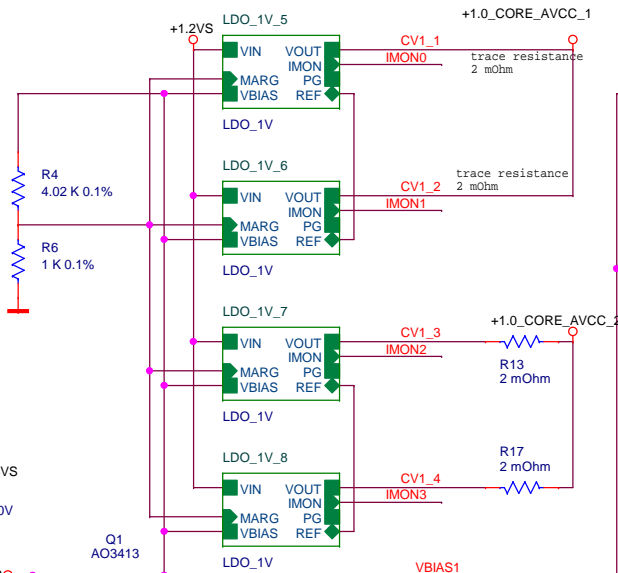 LDO_1V_5
+1.0_CORE_AVCC_1
+1.2VS
VIN VOUT CV1_1
IMON IMON0
trace resistance
2 mOhm
MARG PG
VBIAS REF
LDO_1V
LDO_1V_6
R4
4.02 K 0.1%
trace resistance
2 mOhm
VIN VOUT CV1_2
IMON IMON1
MARG PG
VBIAS REF
R6
1 K 0.1%
LDO_1V
LDO_1V_7
+1.0_CORE_AVCC_2
VIN VOUT CV1_3
IMON IMON2
MARG PG
VBIAS REF
R13
2 mOhm
LDO_1V
LDO_1V_8
R17
2 mOhm
VS
VIN VOUT CV1_4
IMON IMON3
0V
MARG PG
VBIAS REF
Q1
AO3413
LDO_1V
VBIAS1